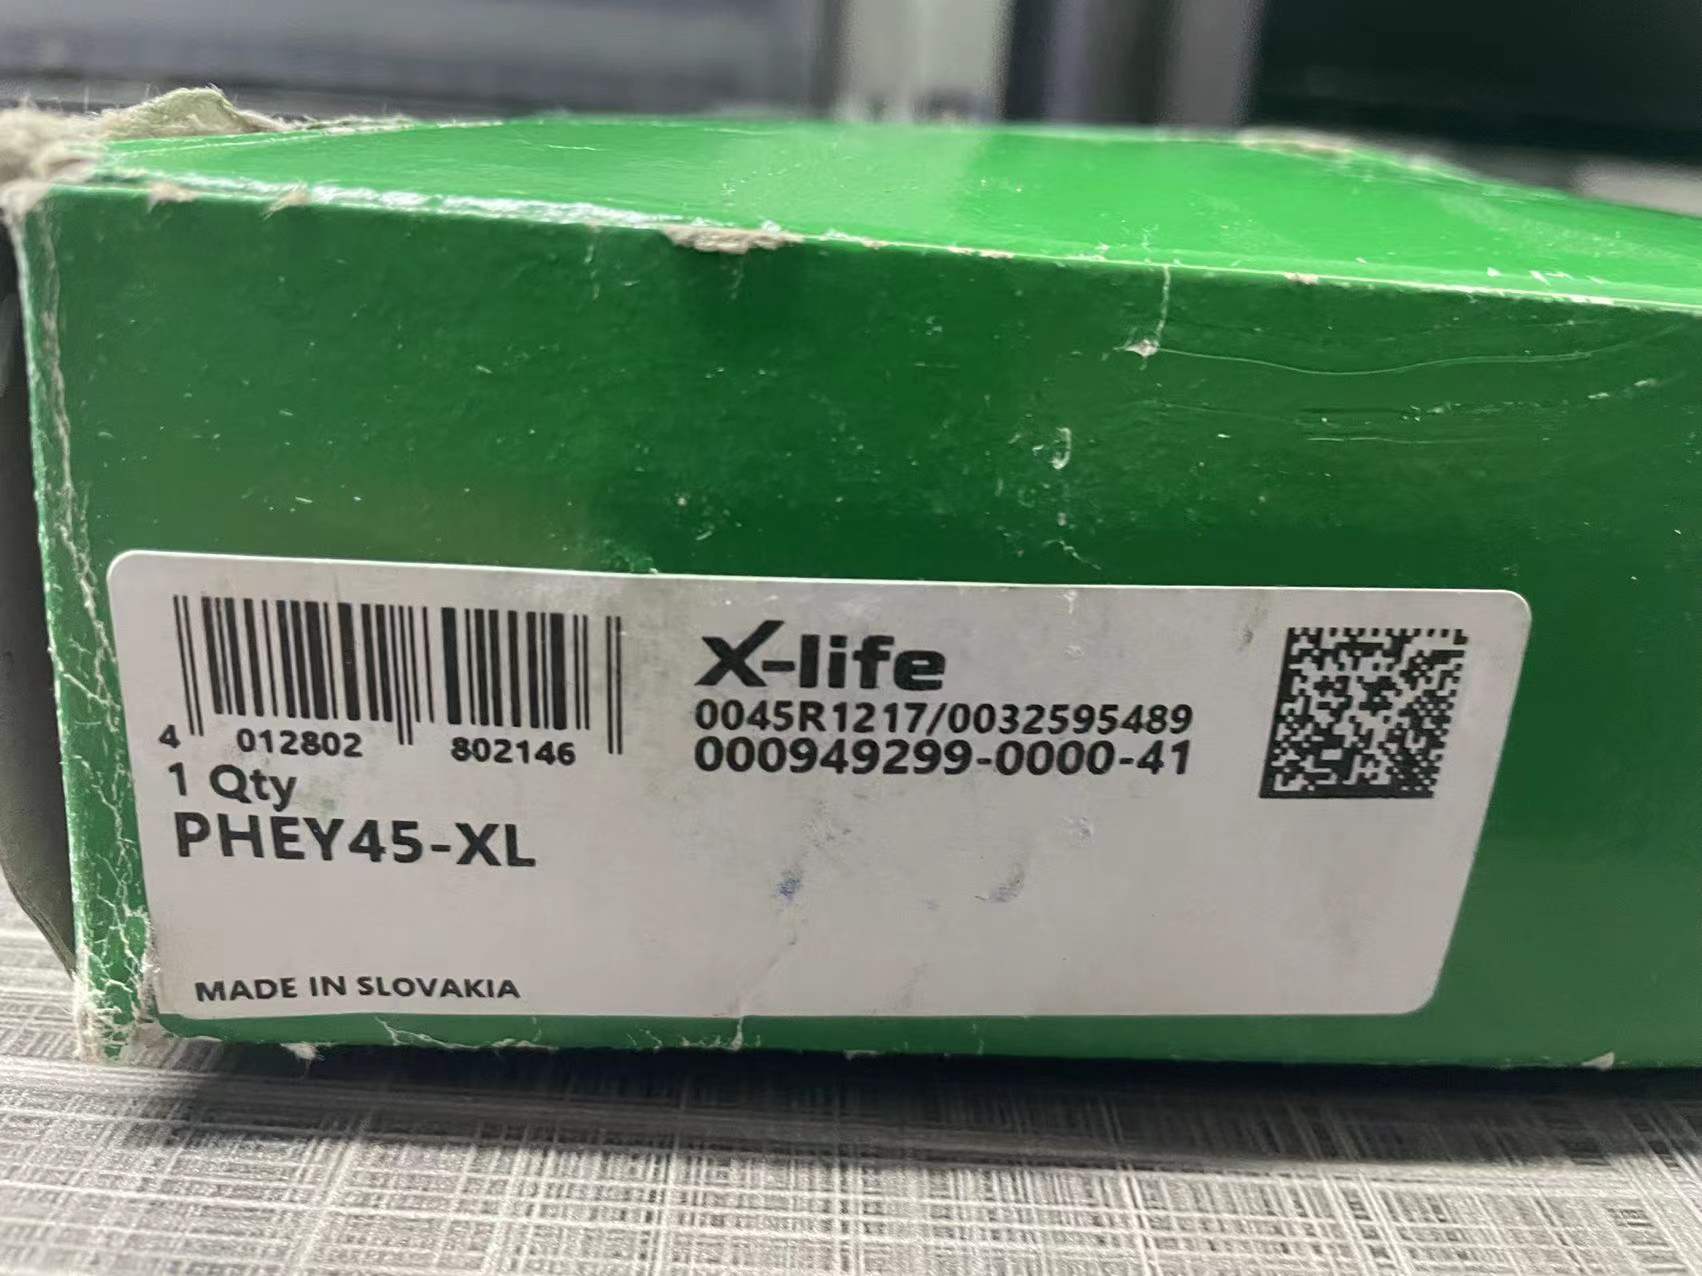 X-life
0045R1217/0032595489
000949299-0000-41
4 012802 802146
1 Qty
PHEY45-XL
MADE IN SLOVAKIA